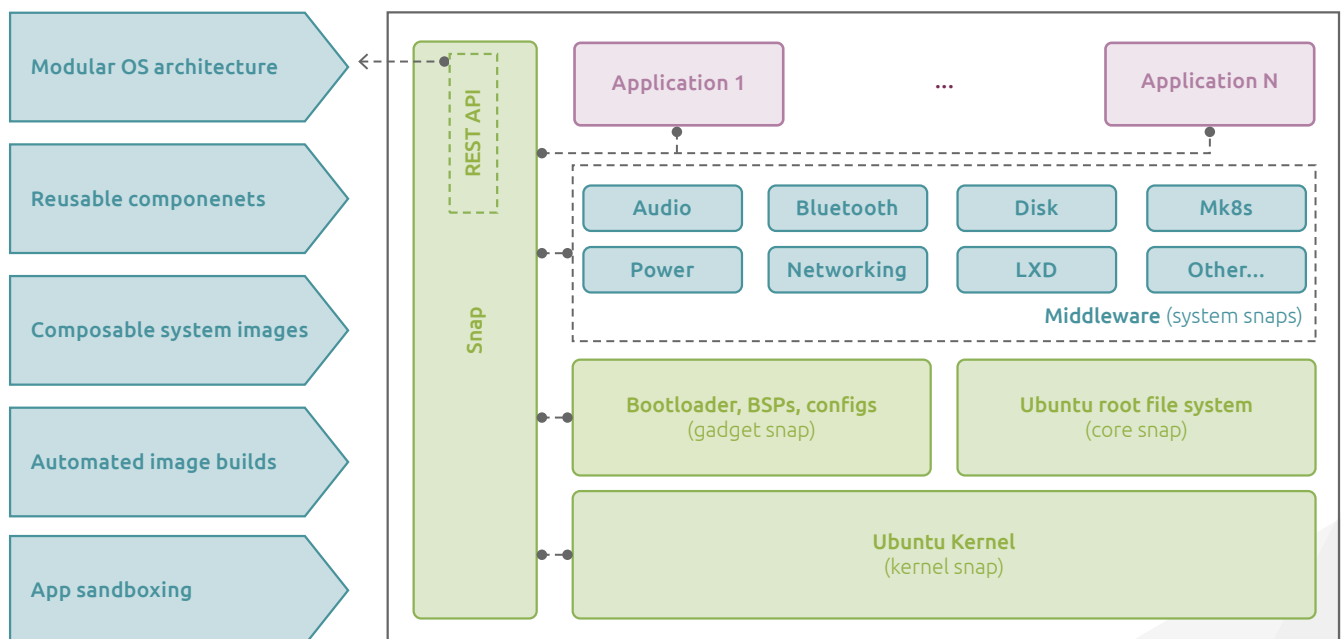 Modular OS architecture
Reusable componenets
Composable system images
Automated image builds
App sandboxing
REST API
Snap
Application 1
...
Application N
Audio
Bluetooth
Disk
Mk8s
Power
Networking
LXD
Other...
Middleware (system snaps)
Bootloader, BSPs, configs
(gadget snap)
Ubuntu root file system
(core snap)
Ubuntu Kernel
(kernel snap)